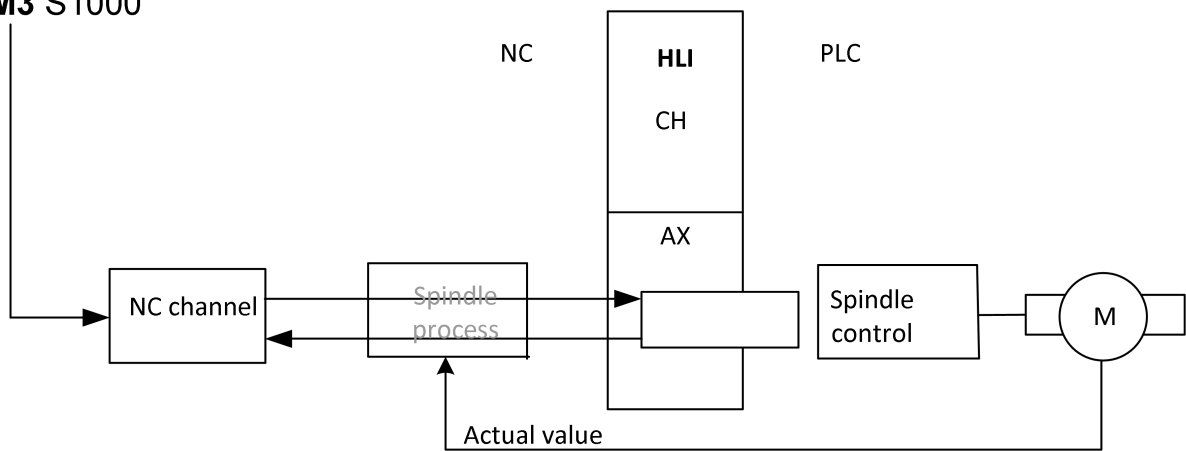 M3 S1000
NC
HLI
PLC
CH
AX
NC channel
Spindle
process
Spindle
control
M
Actual value